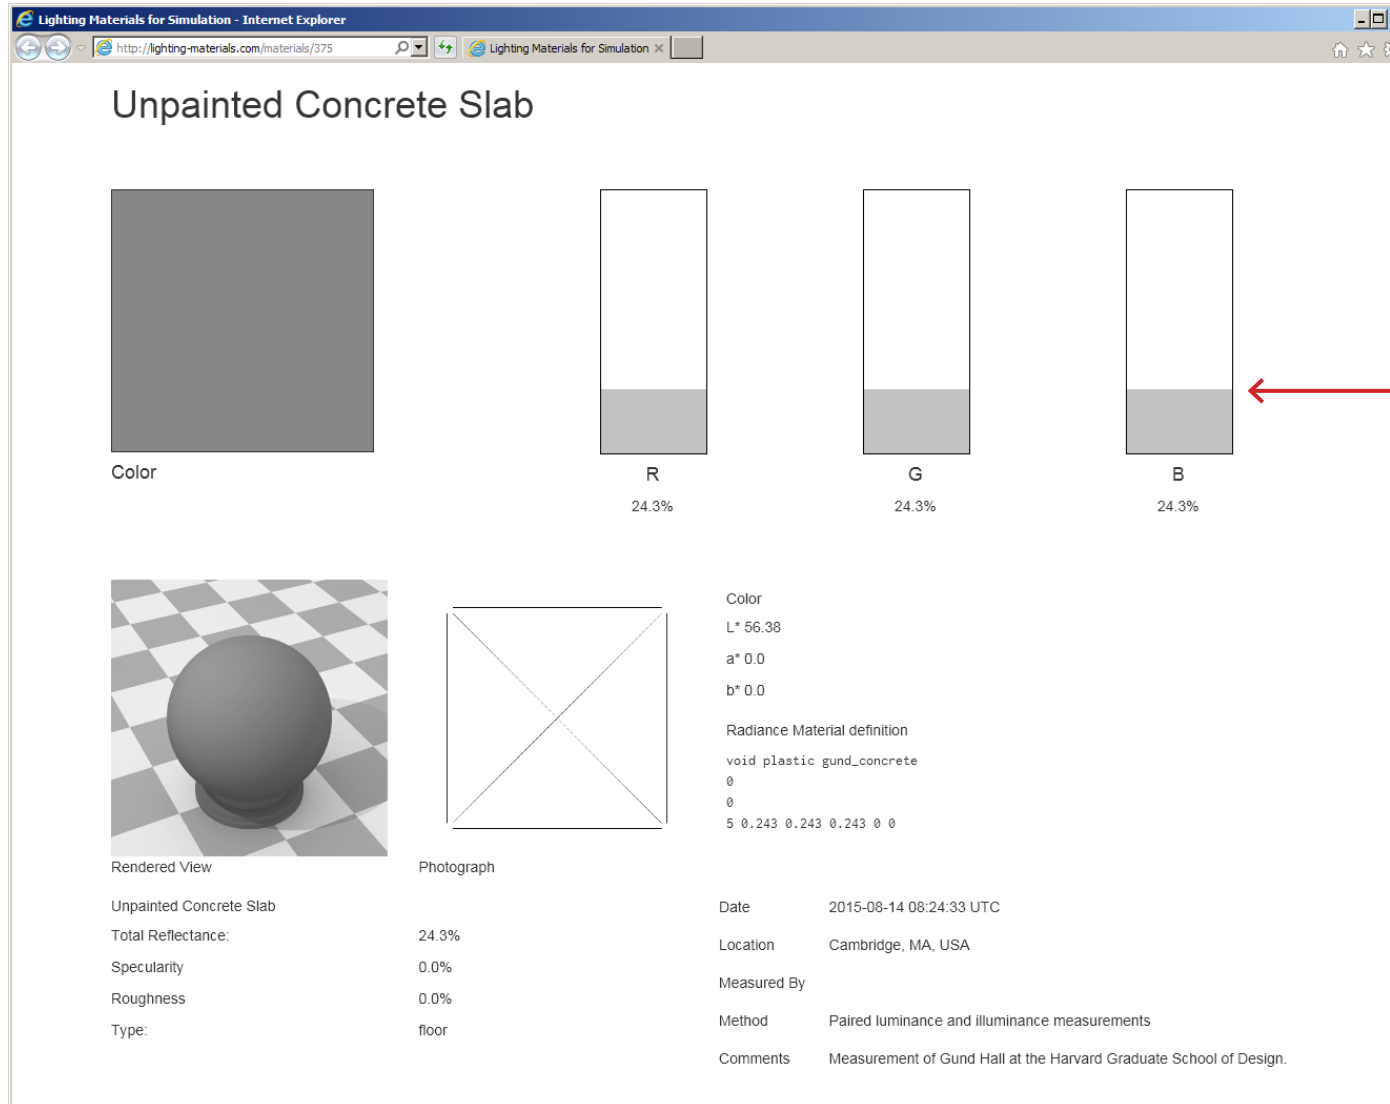 Lighting Materials for Simulation - Internet Explorer
http://lighting-materials.com/materials/375
Lighting Materials for Simulation
Unpainted Concrete Slab
Color
R
G
B
24.3%
24.3%
24.3%
Color
L* 56.38
a* 0.0
b* 0.0
Radiance Material definition
void plastic gund_concrete
0
0
5 0.243 0.243 0.243 0 0
Rendered View
Photograph
Unpainted Concrete Slab
Total Reflectance: 24.3%
Specularity 0.0%
Roughness 0.0%
Type: floor
Date 2015-08-14 08:24:33 UTC
Location Cambridge, MA, USA
Measured By
Method Paired luminance and illuminance measurements
Comments Measurement of Gund Hall at the Harvard Graduate School of Design.